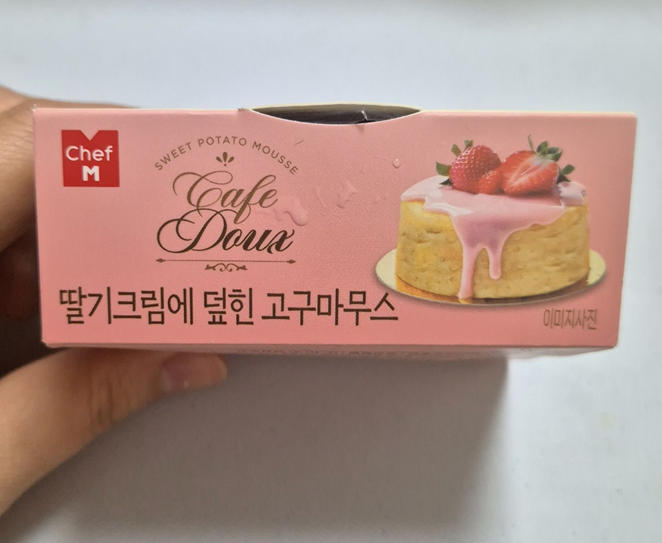 Chef
M
SWEET POTATO MOUSSE
Cafe
Doux
딸기크림에 덮힌 고구마무스
이미지사진